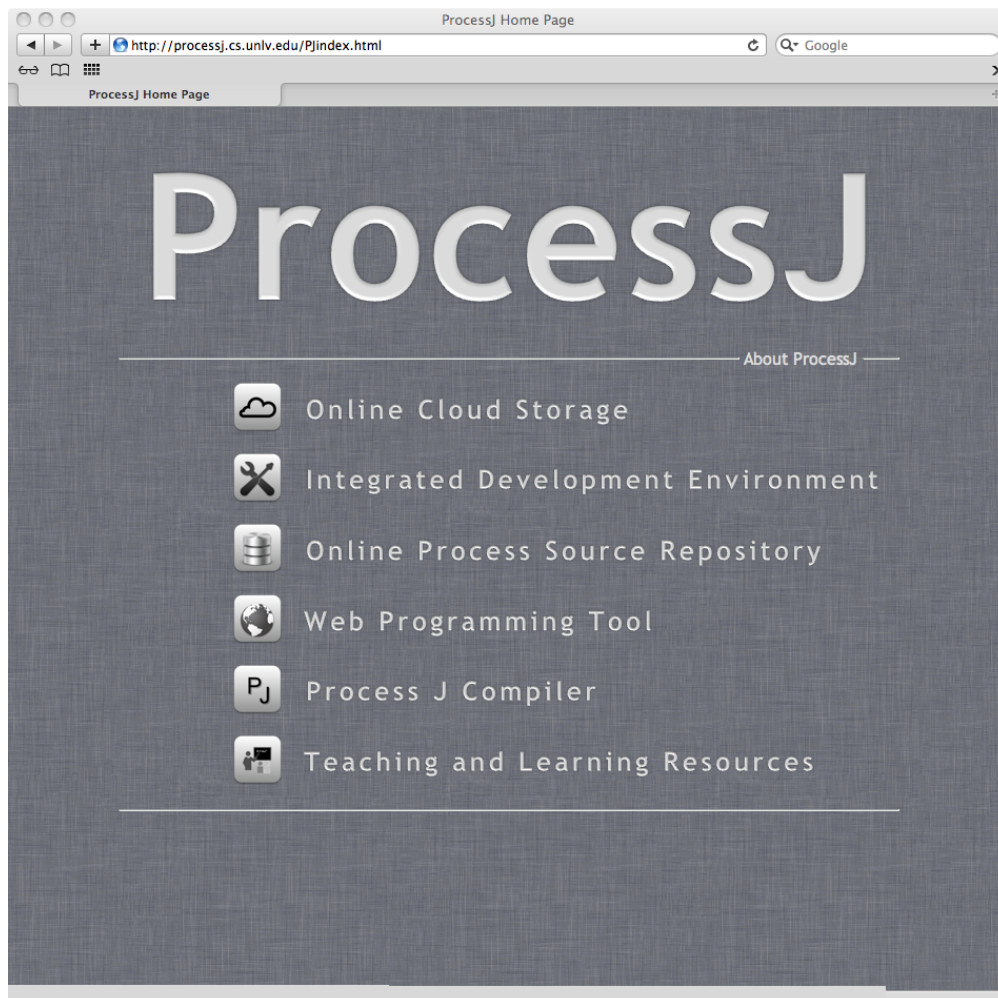 ProcessJ Home Page
http://processj.cs.unlv.edu/PJindex.html
Google
ProcessJ Home Page
ProcessJ
About ProcessJ
Online Cloud Storage
Integrated Development Environment
Online Process Source Repository
Web Programming Tool
PJ
Process J Compiler
Teaching and Learning Resources